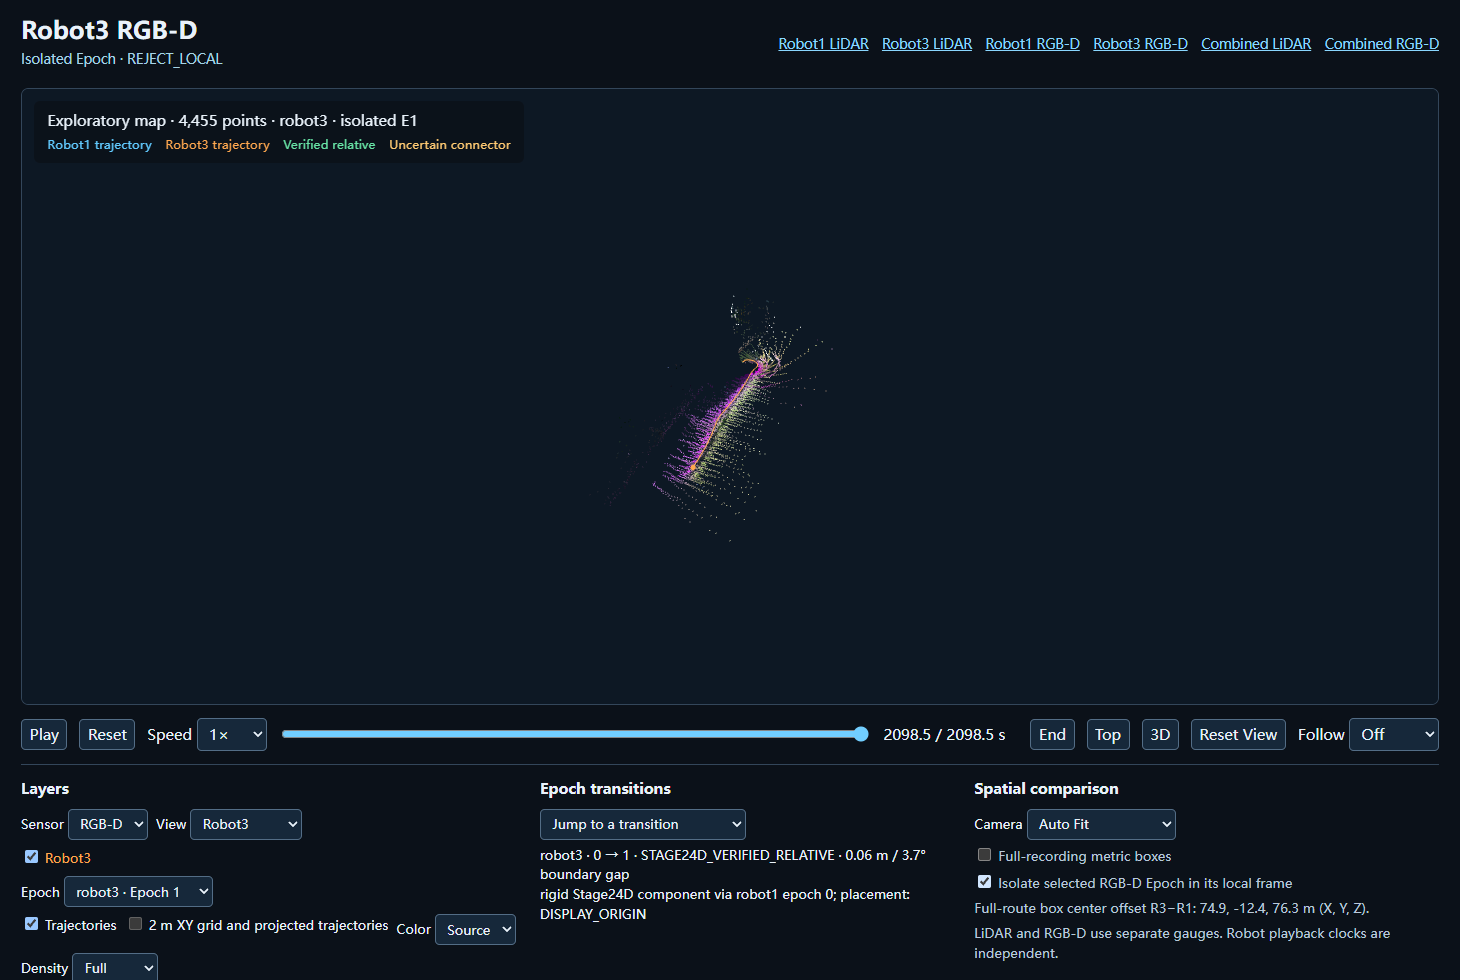 Robot3 RGB-D
Isolated Epoch · REJECT_LOCAL
Robot1 LiDAR Robot3 LiDAR Robot1 RGB-D Robot3 RGB-D Combined LiDAR Combined RGB-D
Exploratory map · 4,455 points · robot3 · isolated E1
Robot1 trajectory Robot3 trajectory Verified relative Uncertain connector
Play Reset Speed 1× 2098.5 / 2098.5 s End Top 3D Reset View Follow Off
Layers
Sensor RGB-D View Robot3
Robot3
Epoch robot3 · Epoch 1
Trajectories 2 m XY grid and projected trajectories Color Source
Density Full
Epoch transitions
Jump to a transition
robot3 · 0 → 1 · STAGE24D_VERIFIED_RELATIVE · 0.06 m / 3.7°
boundary gap
rigid Stage24D component via robot1 epoch 0; placement:
DISPLAY_ORIGIN
Spatial comparison
Camera Auto Fit
Full-recording metric boxes
Isolate selected RGB-D Epoch in its local frame
Full-route box center offset R3−R1: 74.9, -12.4, 76.3 m (X, Y, Z).
LiDAR and RGB-D use separate gauges. Robot playback clocks are
independent.